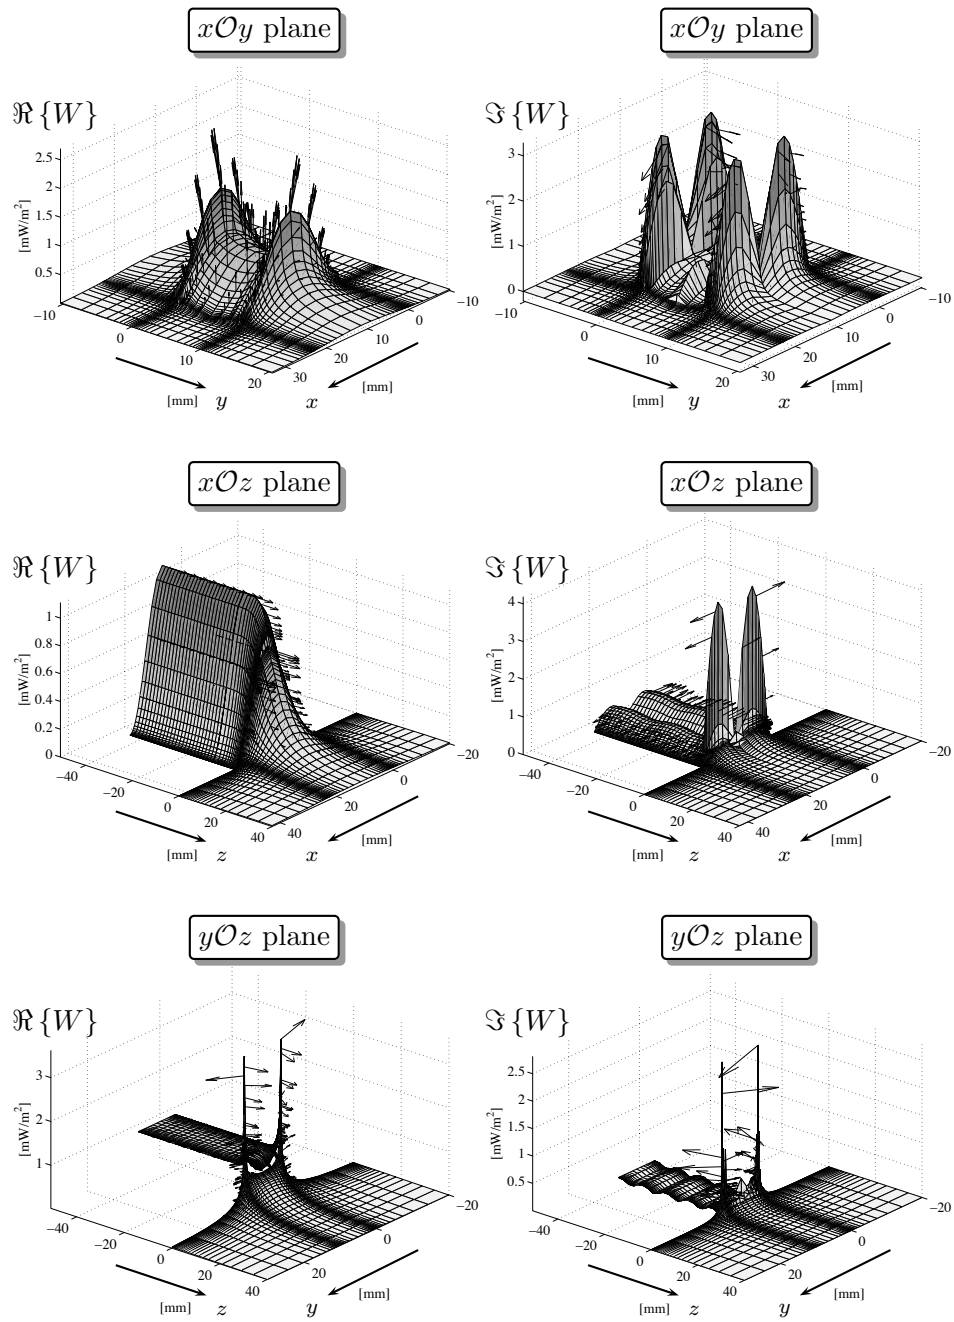 xOy plane
ℜ{W}
2.5
2
1.5
1
0.5
[mW/m²]
−10
0
10
20
30
20
10
0
−10
[mm] y
x [mm]
xOy plane
ℑ{W}
3
2
1
0
[mW/m²]
−10
0
10
20
30
20
10
0
−10
[mm] y
x [mm]
xOz plane
ℜ{W}
1
0.8
0.6
0.4
0.2
0
[mW/m²]
−40
−20
0
20
40
40
20
0
−20
[mm] z
x [mm]
xOz plane
ℑ{W}
4
3
2
1
0
[mW/m²]
−40
−20
0
20
40
40
20
0
−20
[mm] z
x [mm]
yOz plane
ℜ{W}
3
2
1
[mW/m²]
−40
−20
0
20
40
20
0
−20
[mm] z
y [mm]
yOz plane
ℑ{W}
2.5
2
1.5
1
0.5
[mW/m²]
−40
−20
0
20
40
20
0
−20
[mm] z
y [mm]